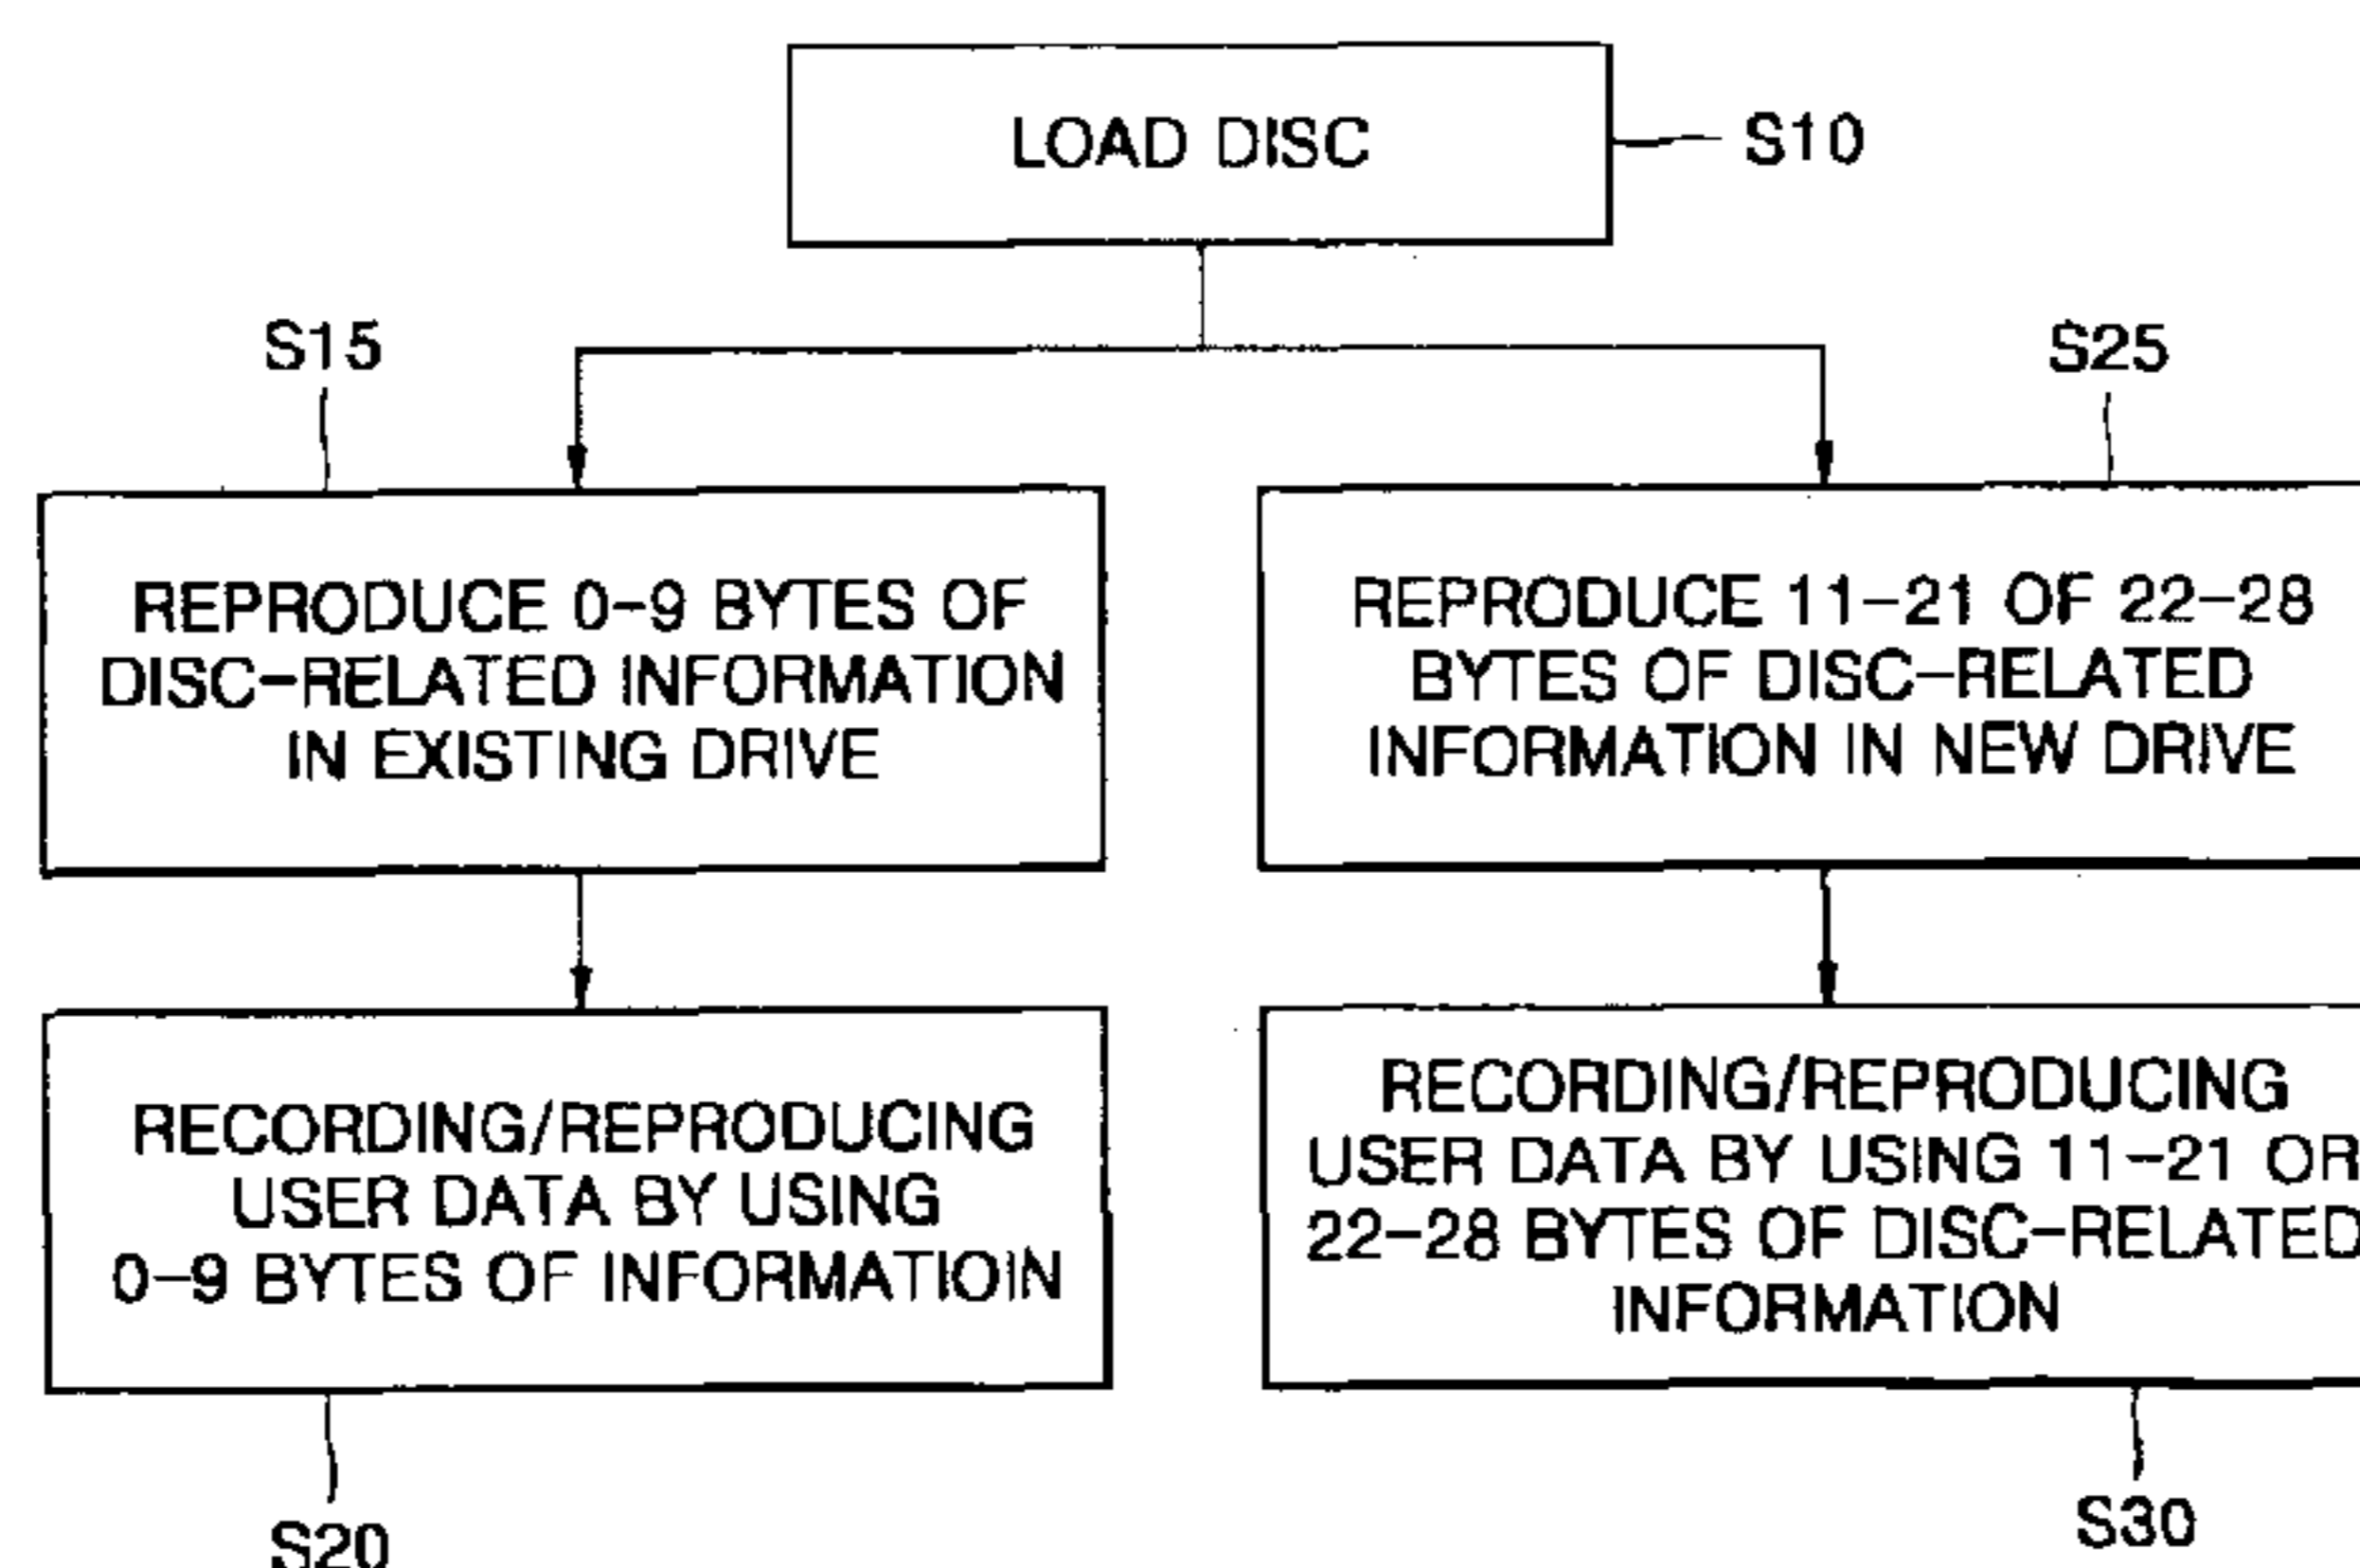 LOAD DISC
S10
S15
S25
REPRODUCE 0-9 BYTES OF
DISC-RELATED INFORMATION
IN EXISTING DRIVE
REPRODUCE 11-21 OF 22-28
BYTES OF DISC-RELATED
INFORMATION IN NEW DRIVE
RECORDING/REPRODUCING
USER DATA BY USING
0-9 BYTES OF INFORMATIOIN
RECORDING/REPRODUCING
USER DATA BY USING 11-21 OR
22-28 BYTES OF DISC-RELATED
INFORMATION
S20
S30